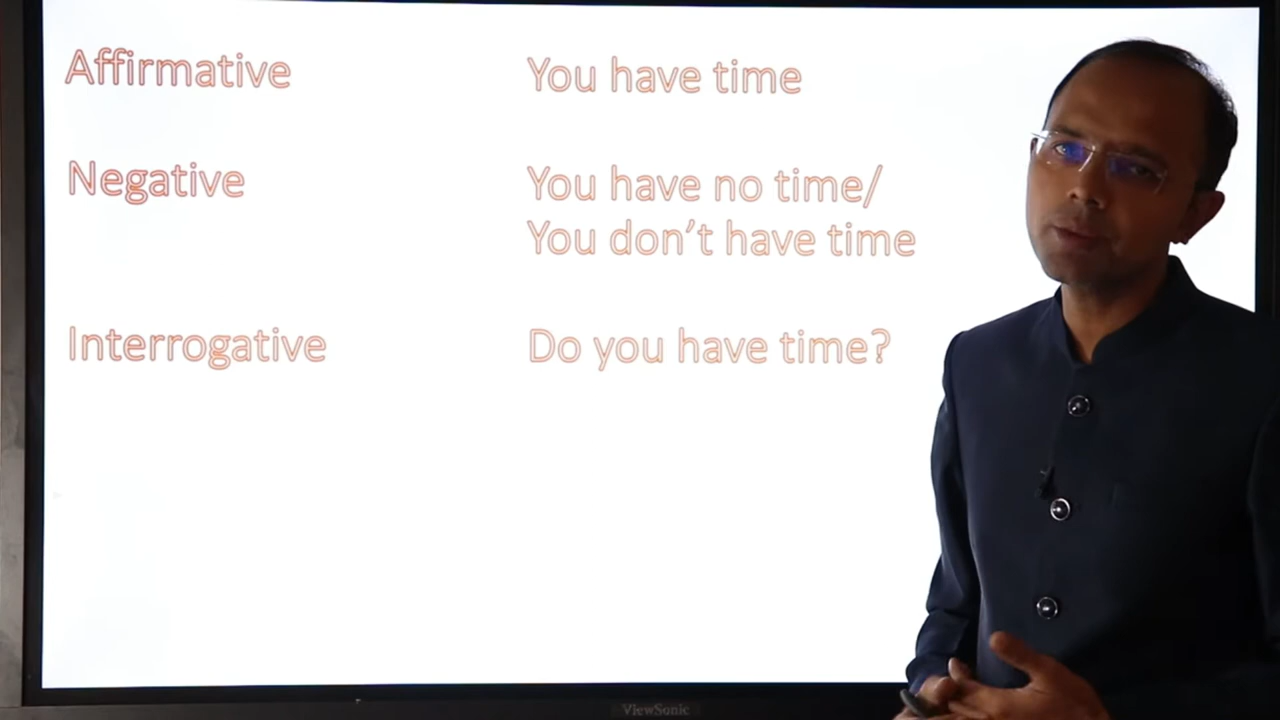 Affirmative You have time
Negative You have no time/
You don't have time
Interrogative Do you have time?
ViewSonic